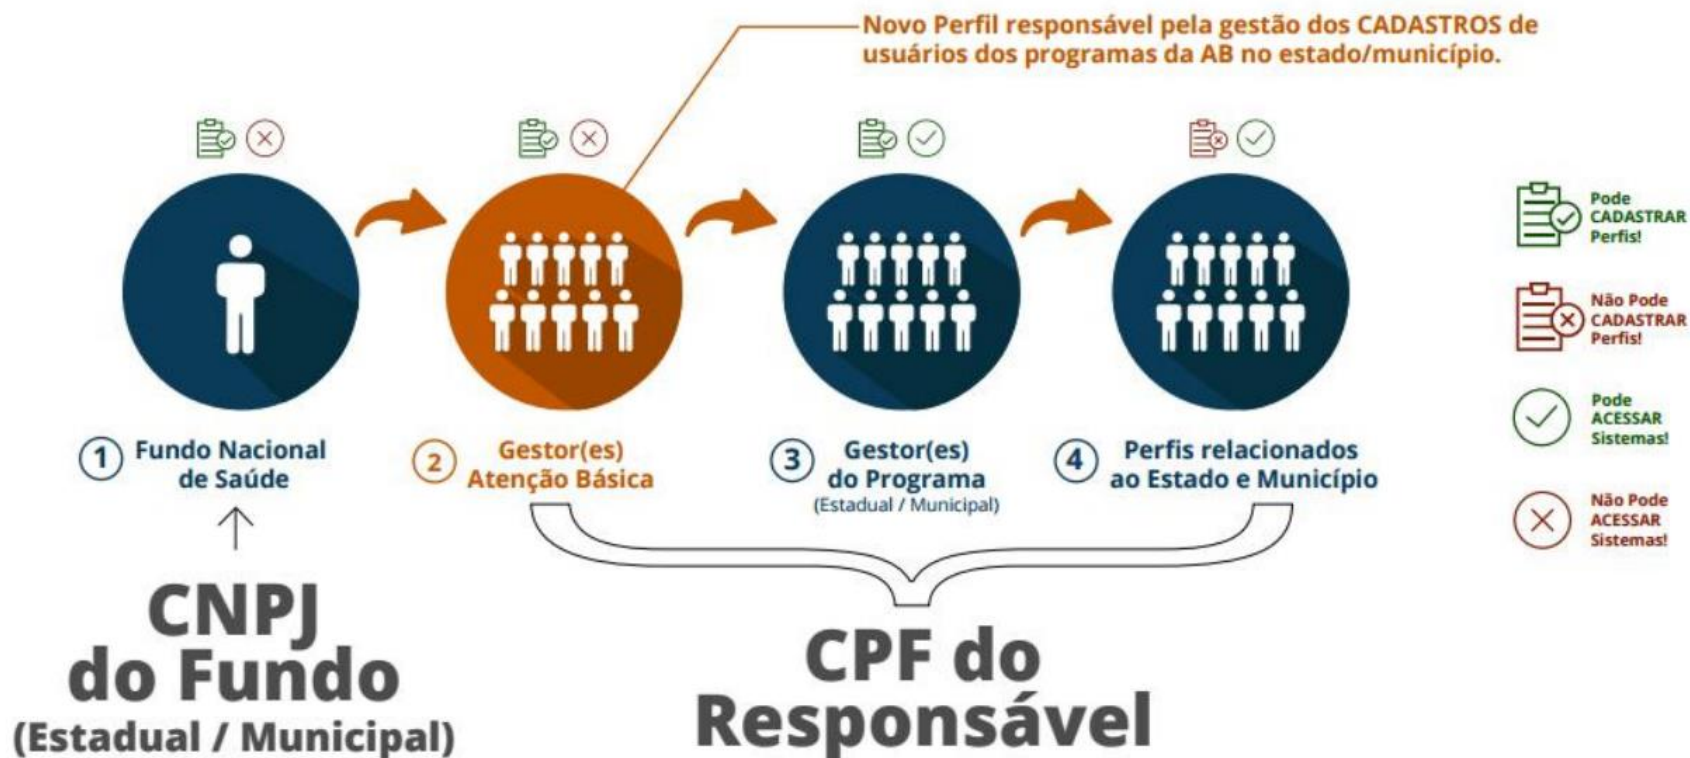 Novo Perfil responsável pela gestão dos CADASTROS de
usuários dos programas da AB no estado/município.
1
Fundo Nacional
de Saúde
2
Gestor(es)
Atenção Básica
3
Gestor(es)
do Programa
(Estadual / Municipal)
4
Perfis relacionados
ao Estado e Município
Pode
CADASTRAR
Perfis!
Não Pode
CADASTRAR
Perfis!
Pode
ACESSAR
Sistemas!
Não Pode
ACESSAR
Sistemas!
CNPJ
do Fundo
(Estadual / Municipal)
CPF do
Responsável